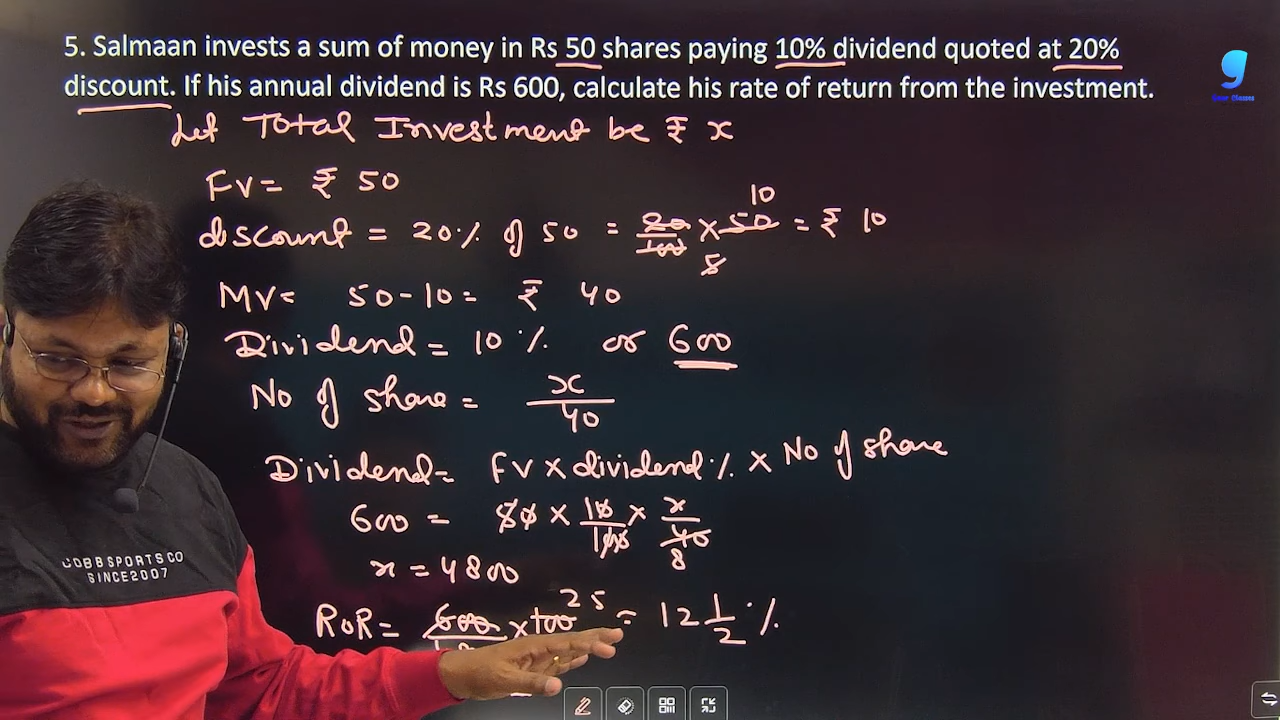 5. Salmaan invests a sum of money in Rs 50 shares paying 10% dividend quoted at 20%
discount. If his annual dividend is Rs 600, calculate his rate of return from the investment.
Let Total Investment be ₹ x
FV = ₹ 50
discount = 20% of 50 = 20/100 × 50 = ₹ 10
10
5
MV = 50-10 = ₹ 40
Dividend = 10 % or 600
No of share = x/40
Dividend = FV × dividend % × No of share
600 = 50 × 10/100 × x/40
8
x = 4800
25
ROR = 600 × 100 = 12 1/2 %
COBB SPORTS CO
SINCE 2007